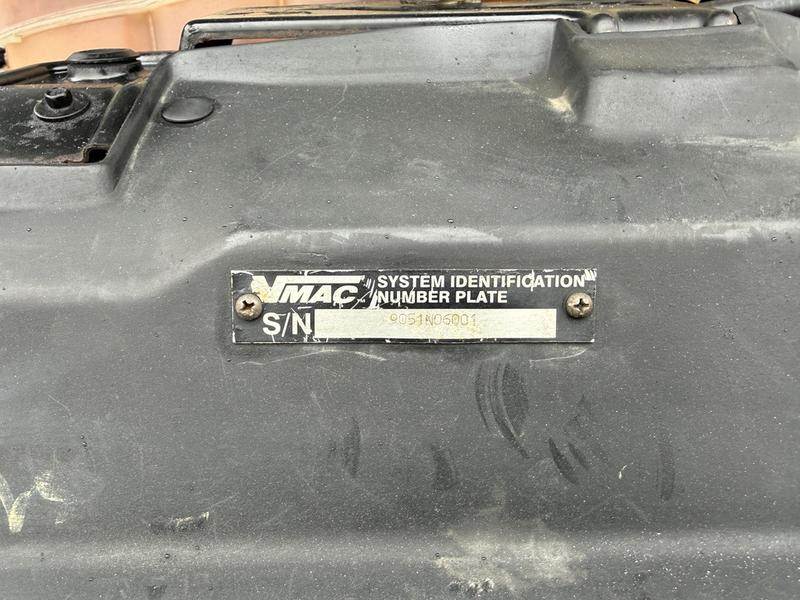 VMAC SYSTEM IDENTIFICATION
NUMBER PLATE
S/N 9051N06001